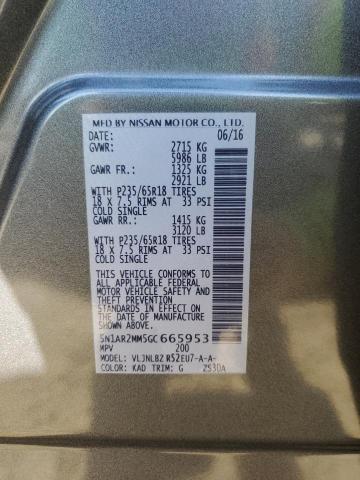 MFD BY NISSAN MOTOR CO., LTD.
DATE: 06/16
GVWR: 2715 KG
5986 LB
GAWR FR: 1325 KG
2921 LB
WITH P235/65R18 TIRES
18 X 7.5 RIMS AT 33 PSI
COLD SINGLE
GAWR RR: 1415 KG
3120 LB
WITH P235/65R18 TIRES
18 X 7.5 RIMS AT 33 PSI
COLD SINGLE
THIS VEHICLE CONFORMS TO
ALL APPLICABLE FEDERAL
MOTOR VEHICLE SAFETY, BUMPER
AND THEFT PREVENTION
STANDARDS IN EFFECT ON THE
DATE OF MANUFACTURE SHOWN
ABOVE.
5N1AR2MM5GC665953
MPV 200
VLJNLBZ R52EU7-A-A-
COLOR: KAD TRIM: G